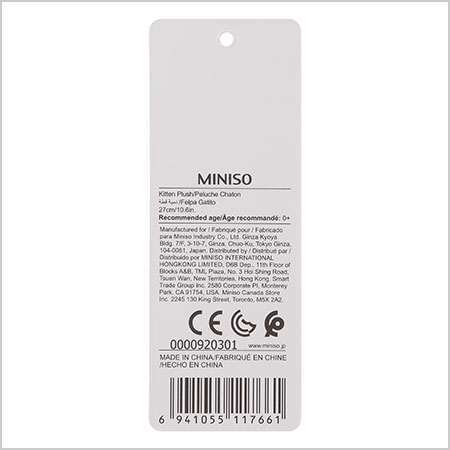 MINISO
Kitten Plush/Peluche Chaton
دمية قطة /Felpa Gatito
27cm/10.6in.
Recommended age/Âge recommandé: 0+
Manufactured for / Fabriqué pour / Fabricado
para Miniso Industry Co., Ltd. Ginza Kyoya
Bldg. 7/F, 3-10-7, Ginza, Chuo-Ku, Tokyo Ginza,
104-0061, Japan. Distributed by / Distribué par /
Distribuido por MINISO INTERNATIONAL
HONGKONG LIMITED, D6B Dep., 11th Floor of
Blocks A&B, TML Plaza, No. 3 Hoi Shing Road,
Tsuen Wan, New Territories, Hong Kong. Smart
Trade Group Inc. 2580 Corporate Pl, Monterey
Park, CA 91754, USA. Miniso Canada Store
Inc. 2245 130 King Street, Toronto, M5X 2A2.
CE
0000920301
www.miniso.jp
MADE IN CHINA/FABRIQUÉ EN CHINE
/HECHO EN CHINA
6 941055 117661